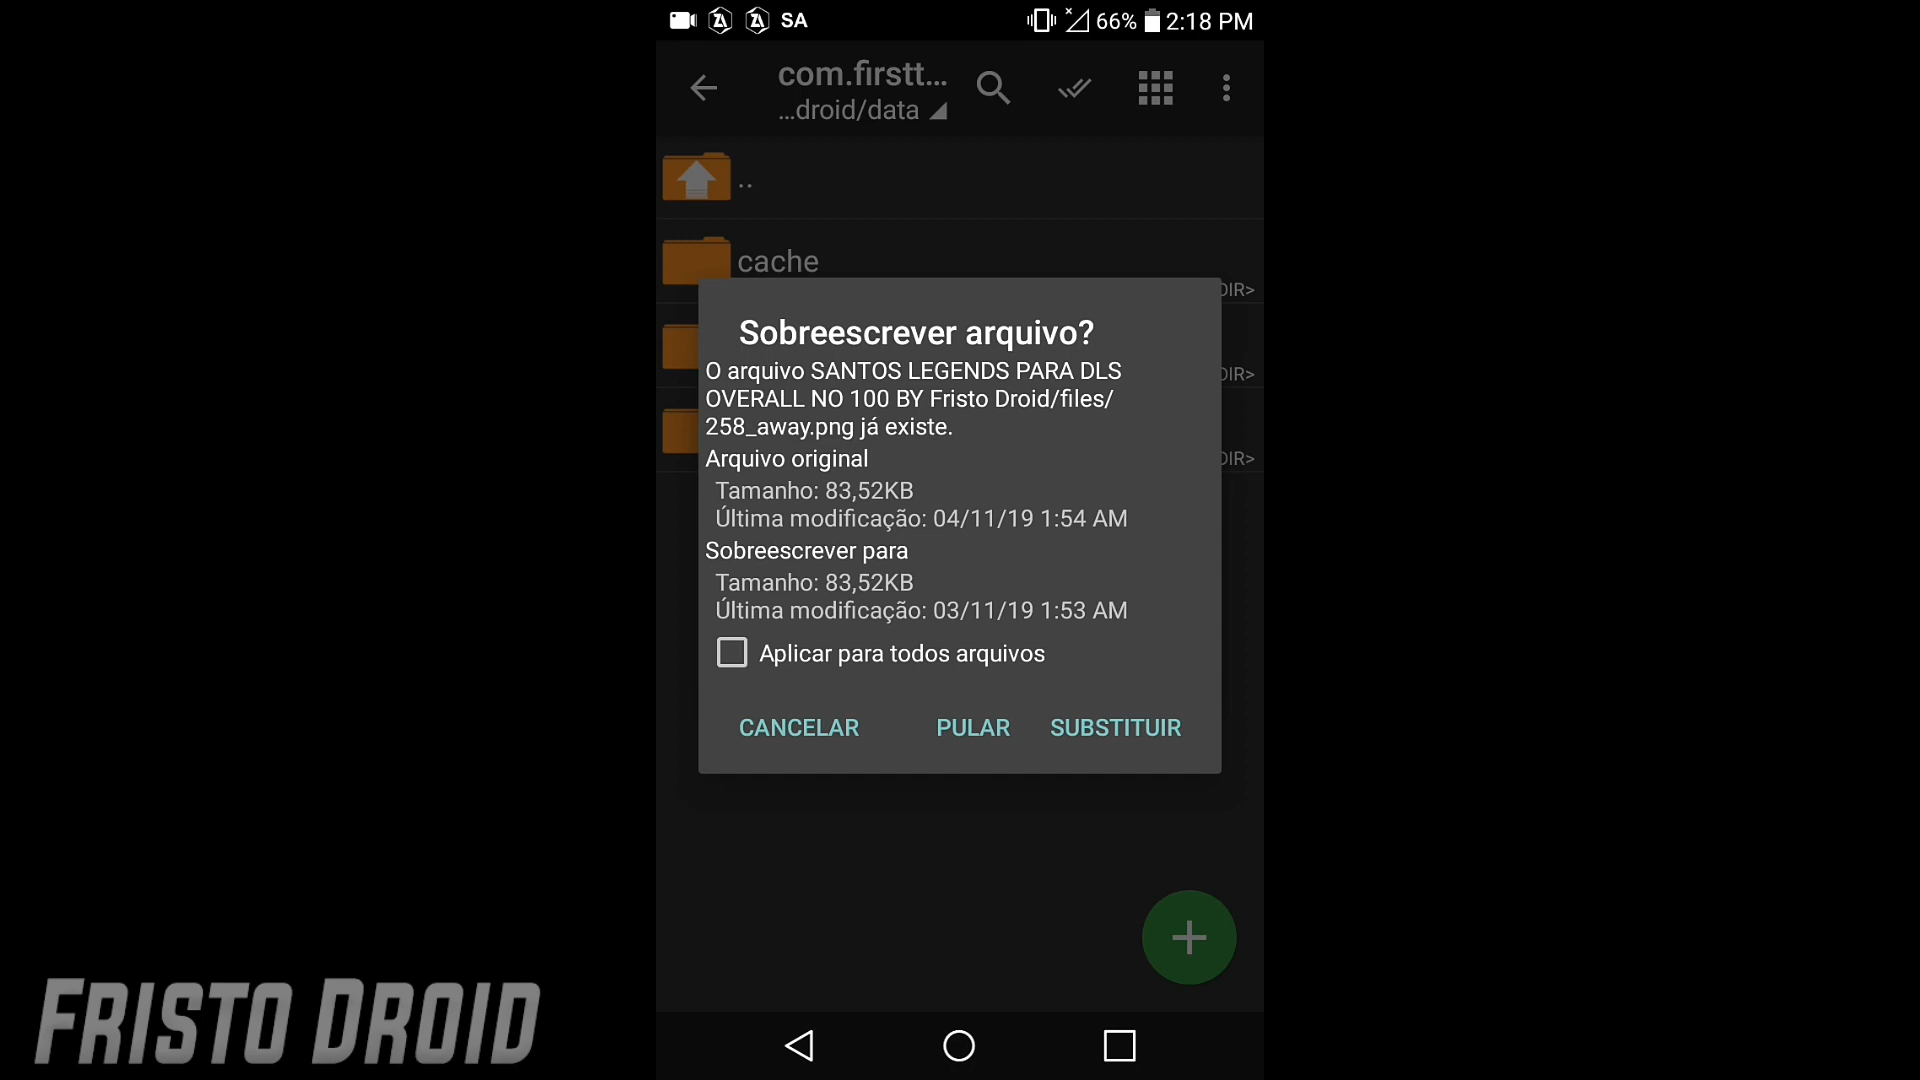 SA
66%
2:18 PM
com.firstt...
...droid/data
..
cache
DIR>
Sobreescrever arquivo?
O arquivo SANTOS LEGENDS PARA DLS
OVERALL NO 100 BY Fristo Droid/files/
258_away.png já existe.
DIR>
Arquivo original
DIR>
Tamanho: 83,52KB
Última modificação: 04/11/19 1:54 AM
Sobreescrever para
Tamanho: 83,52KB
Última modificação: 03/11/19 1:53 AM
Aplicar para todos arquivos
CANCELAR
PULAR
SUBSTITUIR
FRISTO DROID